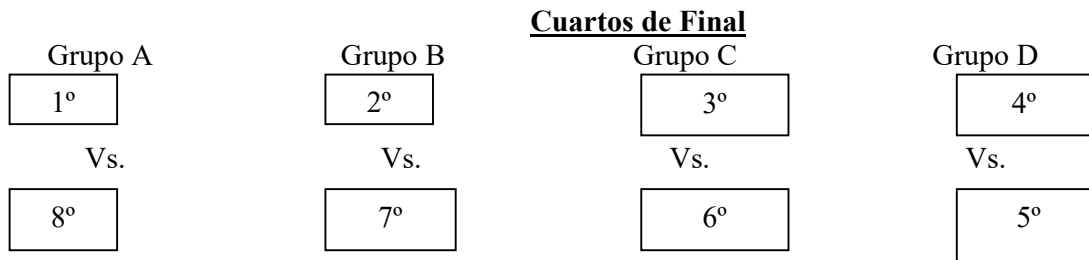 Cuartos de Final
Grupo A Grupo B Grupo C Grupo D
1º 2º 3º 4º
Vs. Vs. Vs. Vs.
8º 7º 6º 5º